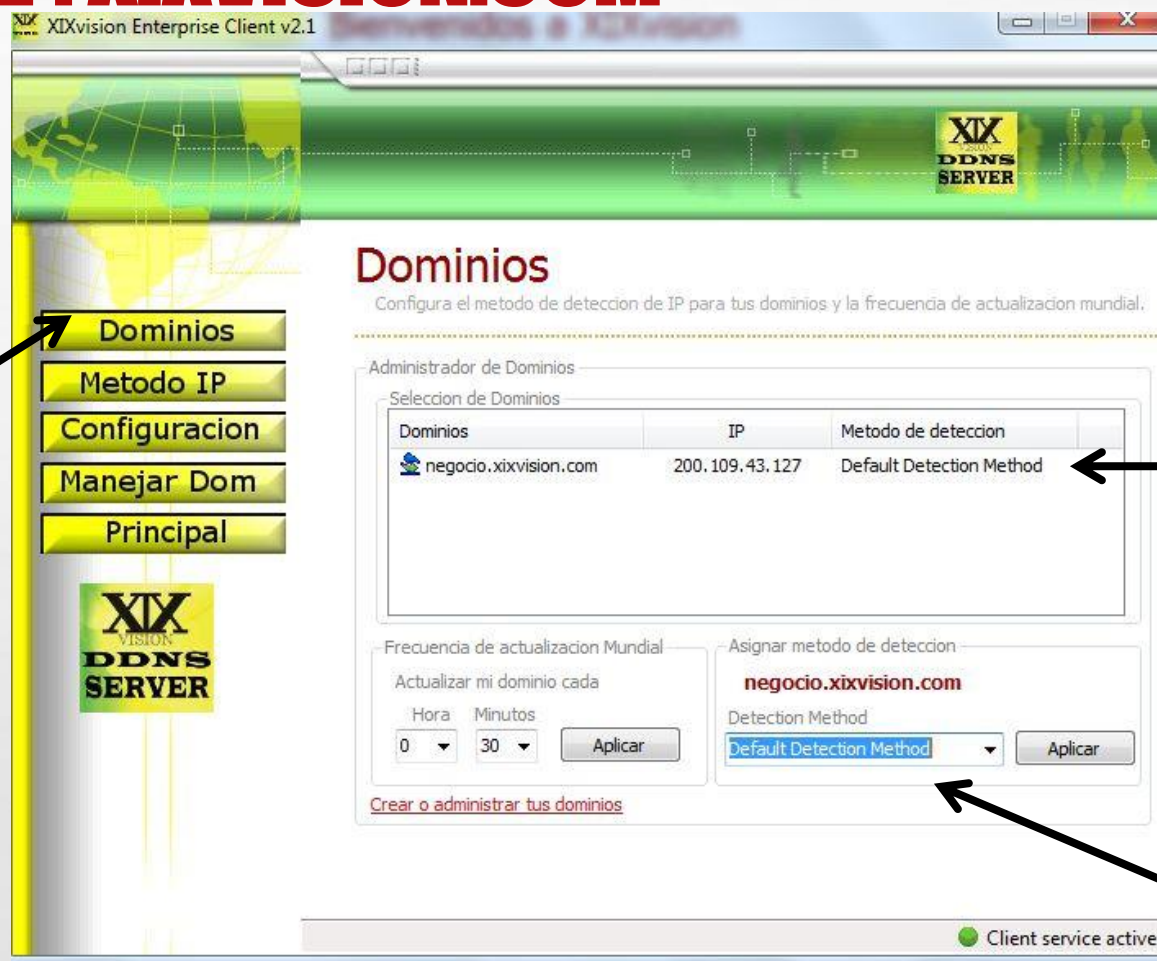 XIXvision Enterprise Client v2.1
Bienvenidos a XIXvision
XIX
VISION
DDNS
SERVER
Dominios
Configura el metodo de deteccion de IP para tus dominios y la frecuencia de actualizacion mundial.
Dominios
Metodo IP
Configuracion
Manejar Dom
Principal
XIX
VISION
DDNS
SERVER
Administrador de Dominios
Seleccion de Dominios
Dominios IP Metodo de deteccion
negocio.xixvision.com 200.109.43.127 Default Detection Method
Frecuencia de actualizacion Mundial
Actualizar mi dominio cada
Hora Minutos
0 30 Aplicar
Asignar metodo de deteccion
negocio.xixvision.com
Detection Method
Default Detection Method Aplicar
Crear o administrar tus dominios
Client service active